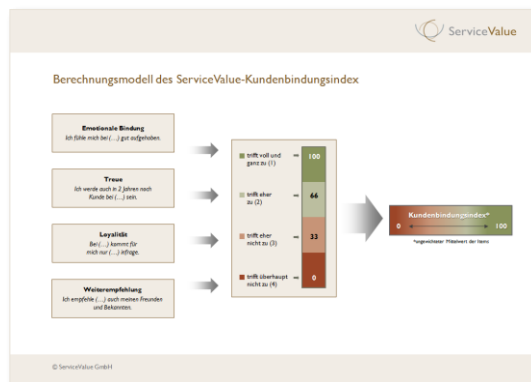 ServiceValue
Berechnungsmodell des ServiceValue-Kundenbindungsindex
Emotionale Bindung
Ich fühle mich bei (…) gut aufgehoben.
Treue
Ich werde auch in 2 Jahren noch
Kunde bei (…) sein.
Loyalität
Bei (…) kommt für
mich nur (…) infrage.
Weiterempfehlung
Ich empfehle (…) auch meinen Freunden
und Bekannten.
trifft voll und
ganz zu (1)
=
100
trifft eher
zu (2)
=
66
trifft eher
nicht zu (3)
=
33
trifft überhaupt
nicht zu (4)
=
0
Kundenbindungsindex*
0
100
*ungewichteter Mittelwert der Items
© ServiceValue GmbH